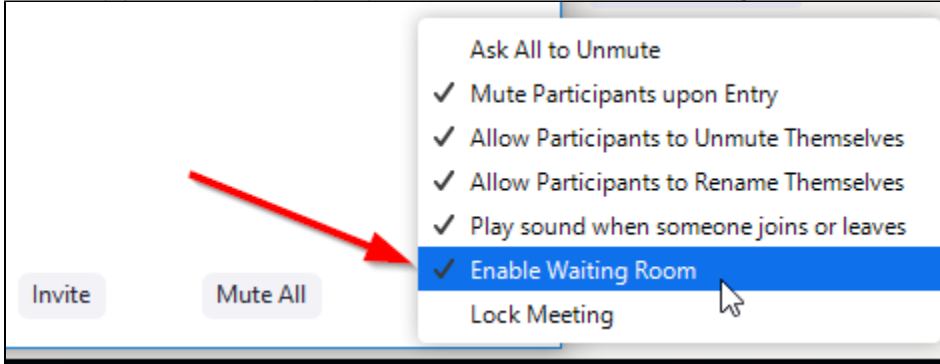 Ask All to Unmute
✓ Mute Participants upon Entry
✓ Allow Participants to Unmute Themselves
✓ Allow Participants to Rename Themselves
✓ Play sound when someone joins or leaves
✓ Enable Waiting Room
Lock Meeting
Invite
Mute All